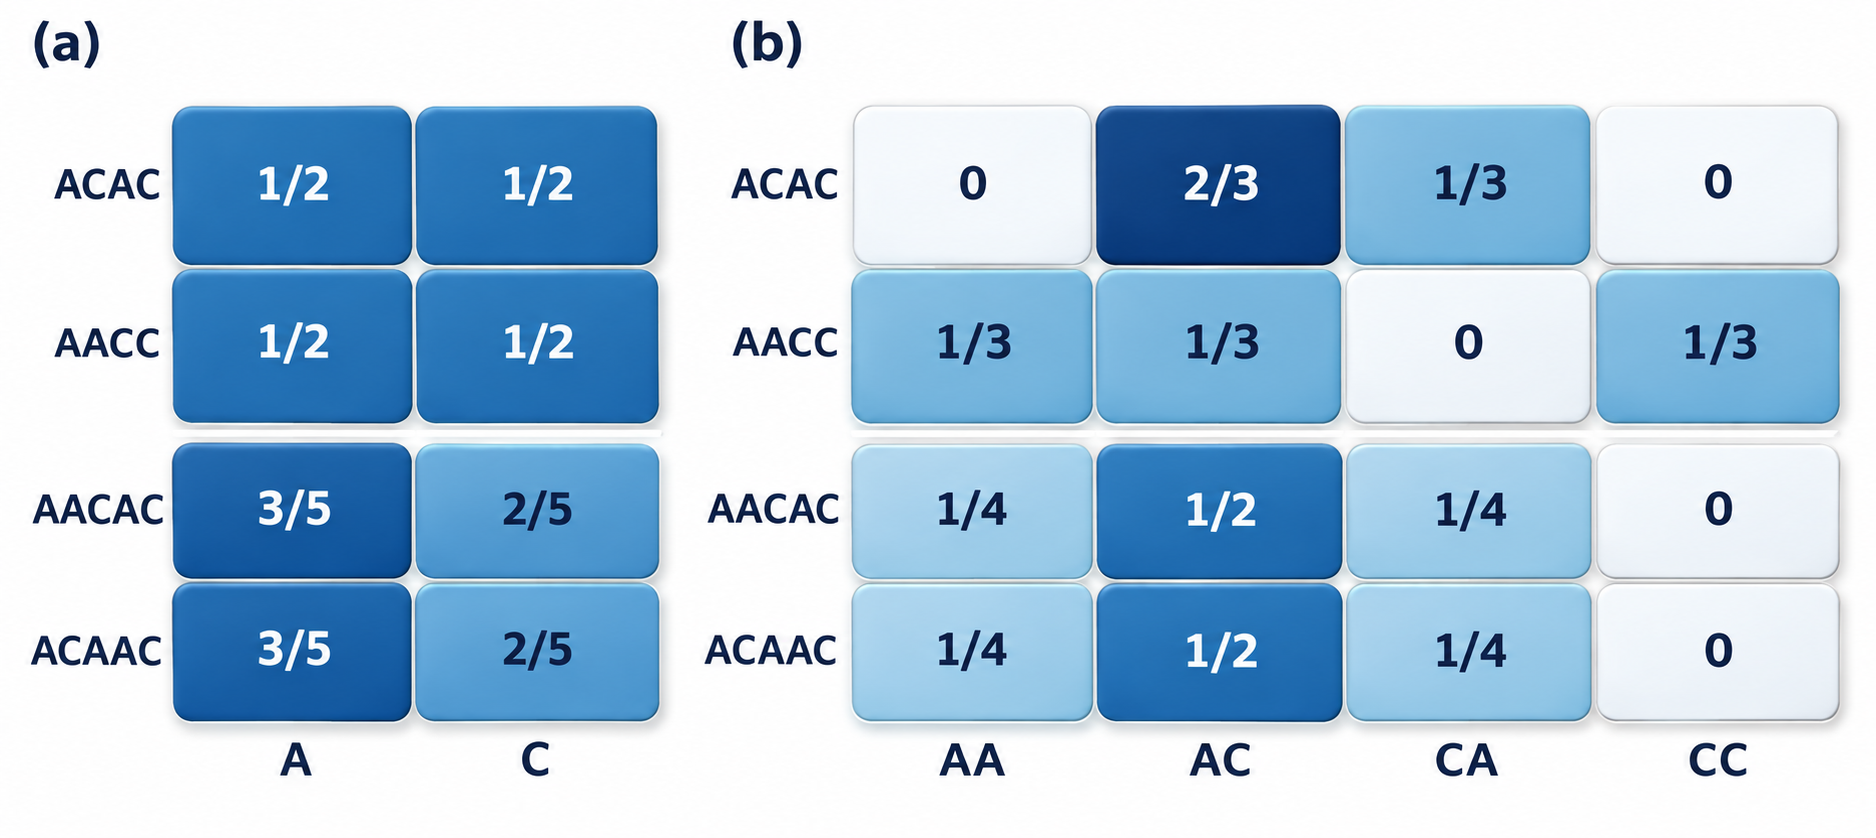 (a) (b)
ACAC 1/2 1/2 ACAC 0 2/3 1/3 0
AACC 1/2 1/2 AACC 1/3 1/3 0 1/3
AACAC 3/5 2/5 AACAC 1/4 1/2 1/4 0
ACAAC 3/5 2/5 ACAAC 1/4 1/2 1/4 0
A C AA AC CA CC